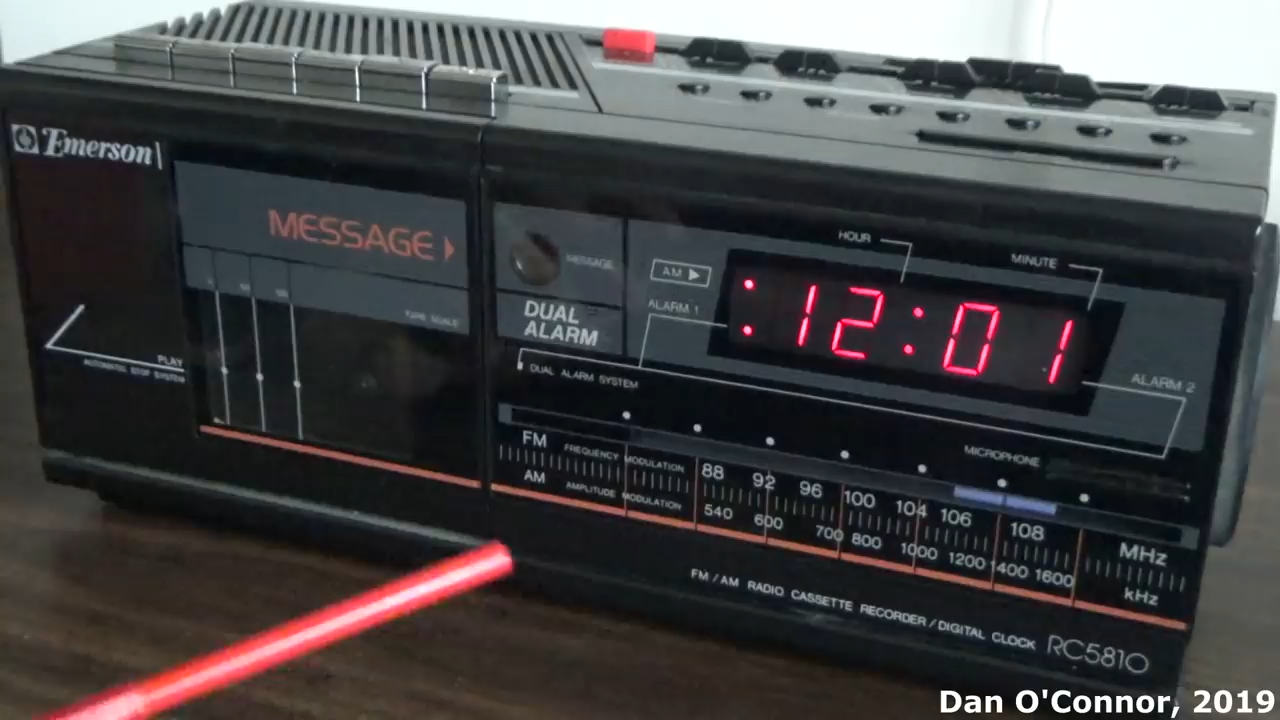 Emerson
MESSAGE
TAPE SCALE
PLAY
AUTOMATIC STOP SYSTEM
MESSAGE
DUAL
ALARM
HOUR
MINUTE
AM
ALARM 1
12:01
ALARM 2
DUAL ALARM SYSTEM
MICROPHONE
FM FREQUENCY MODULATION 88 92 96 100 104 106 108 MHz
AM AMPLITUDE MODULATION 540 600 700 800 1000 1200 1400 1600 kHz
FM/AM RADIO CASSETTE RECORDER/DIGITAL CLOCK RC5810
Dan O'Connor, 2019